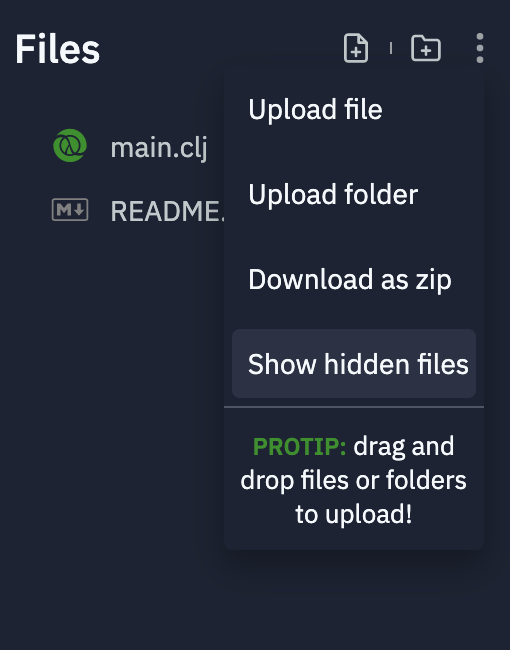 Files
main.clj
README.
Upload file
Upload folder
Download as zip
Show hidden files
PROTIP: drag and
drop files or folders
to upload!